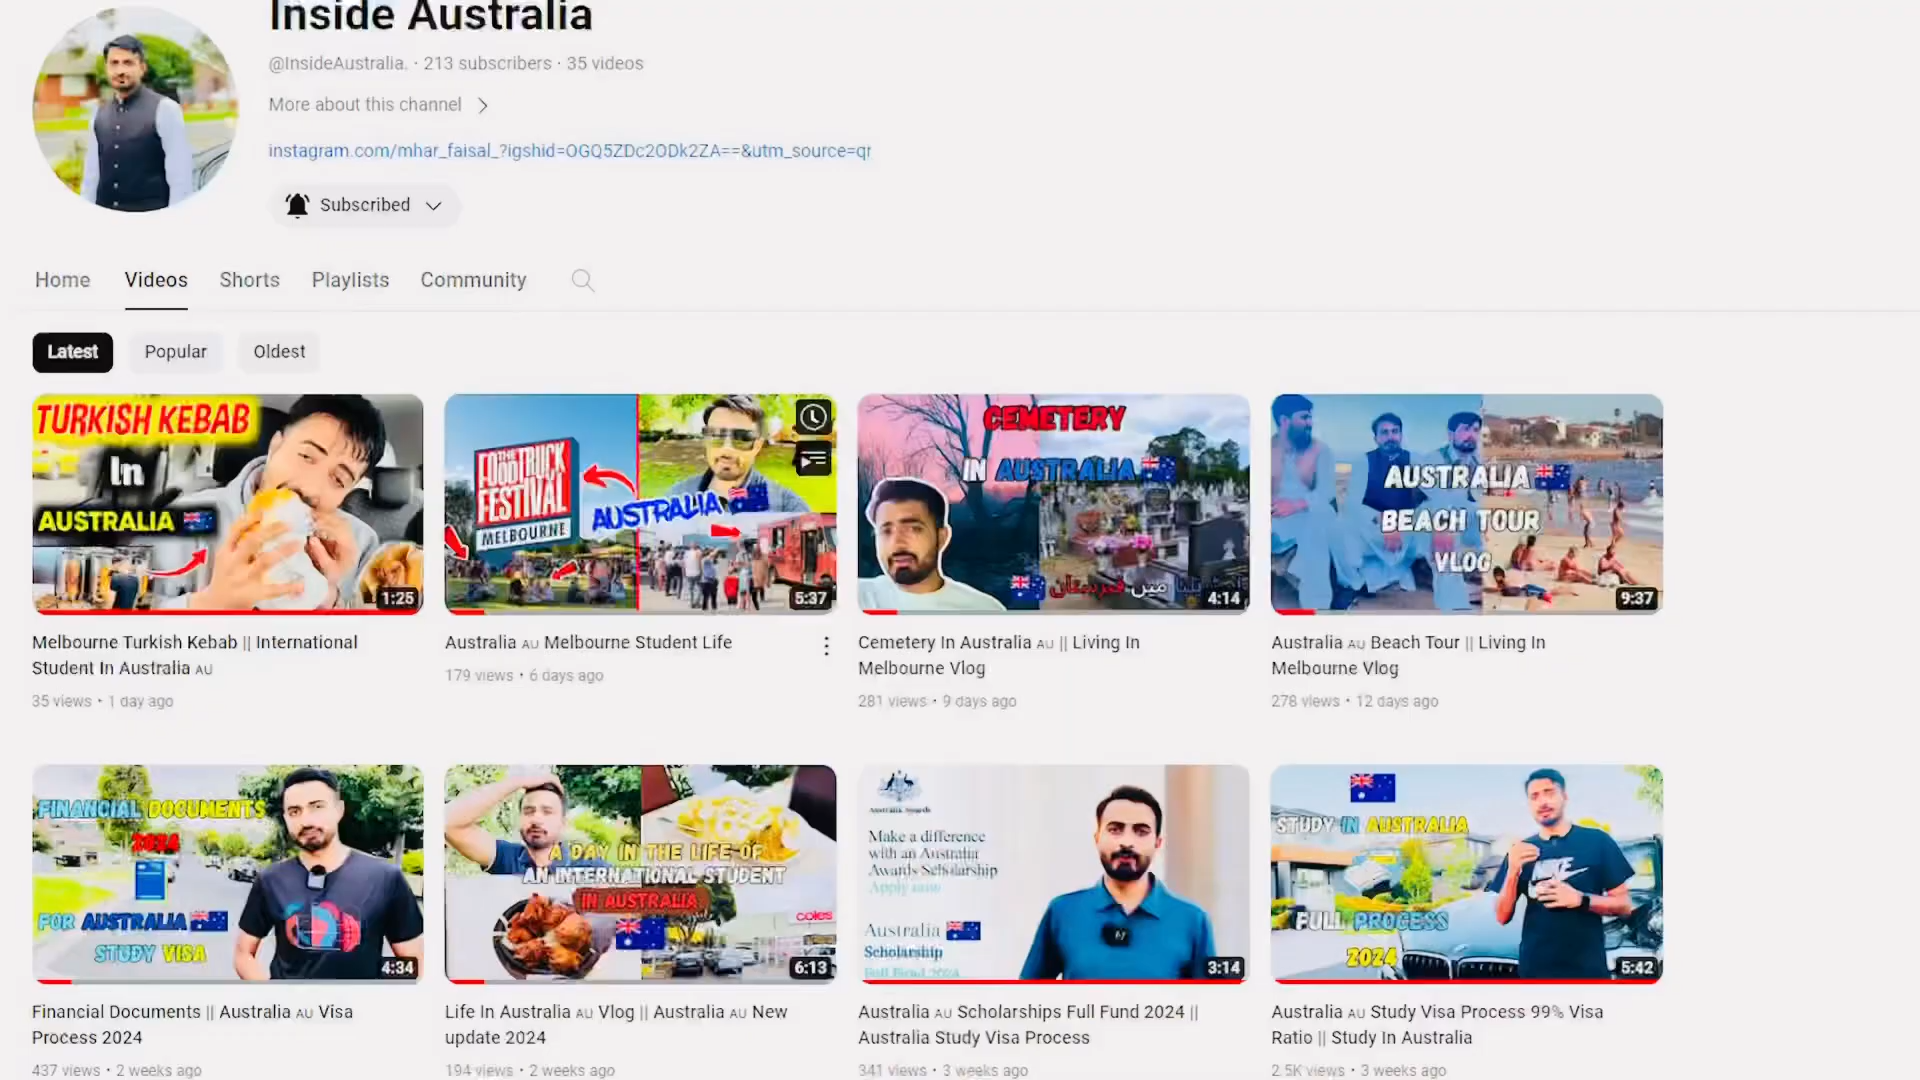 Inside Australia
@InsideAustralia. · 213 subscribers · 35 videos
More about this channel
instagram.com/mhar_faisal_?igshid=OGQ5ZDc2ODk2ZA==&utm_source=qr
Subscribed
Home Videos Shorts Playlists Community
Latest Popular Oldest
TURKISH KEBAB
In
AUSTRALIA
1:25
THE
FOOD TRUCK
FESTIVAL
MELBOURNE
AUSTRALIA
5:37
CEMETERY
IN AUSTRALIA
میں قبرستان
4:14
AUSTRALIA
BEACH TOUR
VLOG
9:37
Melbourne Turkish Kebab || International
Student In Australia AU
35 views • 1 day ago
Australia AU Melbourne Student Life
179 views • 6 days ago
Cemetery In Australia AU || Living In
Melbourne Vlog
281 views • 9 days ago
Australia AU Beach Tour || Living In
Melbourne Vlog
278 views • 12 days ago
FINANCIAL DOCUMENTS
2024
FOR AUSTRALIA
STUDY VISA
4:34
A DAY IN THE LIFE OF
AN INTERNATIONAL STUDENT
IN AUSTRALIA
coles
6:13
Australia Awards
Make a difference
with an Australia
Awards Scholarship
Apply now
Australia
Scholarship
Full Fund 2024
3:14
STUDY IN AUSTRALIA
FULL PROCESS
2024
5:42
Financial Documents || Australia AU Visa
Process 2024
437 views • 2 weeks ago
Life In Australia AU Vlog || Australia AU New
update 2024
194 views • 2 weeks ago
Australia AU Scholarships Full Fund 2024 ||
Australia Study Visa Process
341 views • 3 weeks ago
Australia AU Study Visa Process 99% Visa
Ratio || Study In Australia
2.5K views • 3 weeks ago